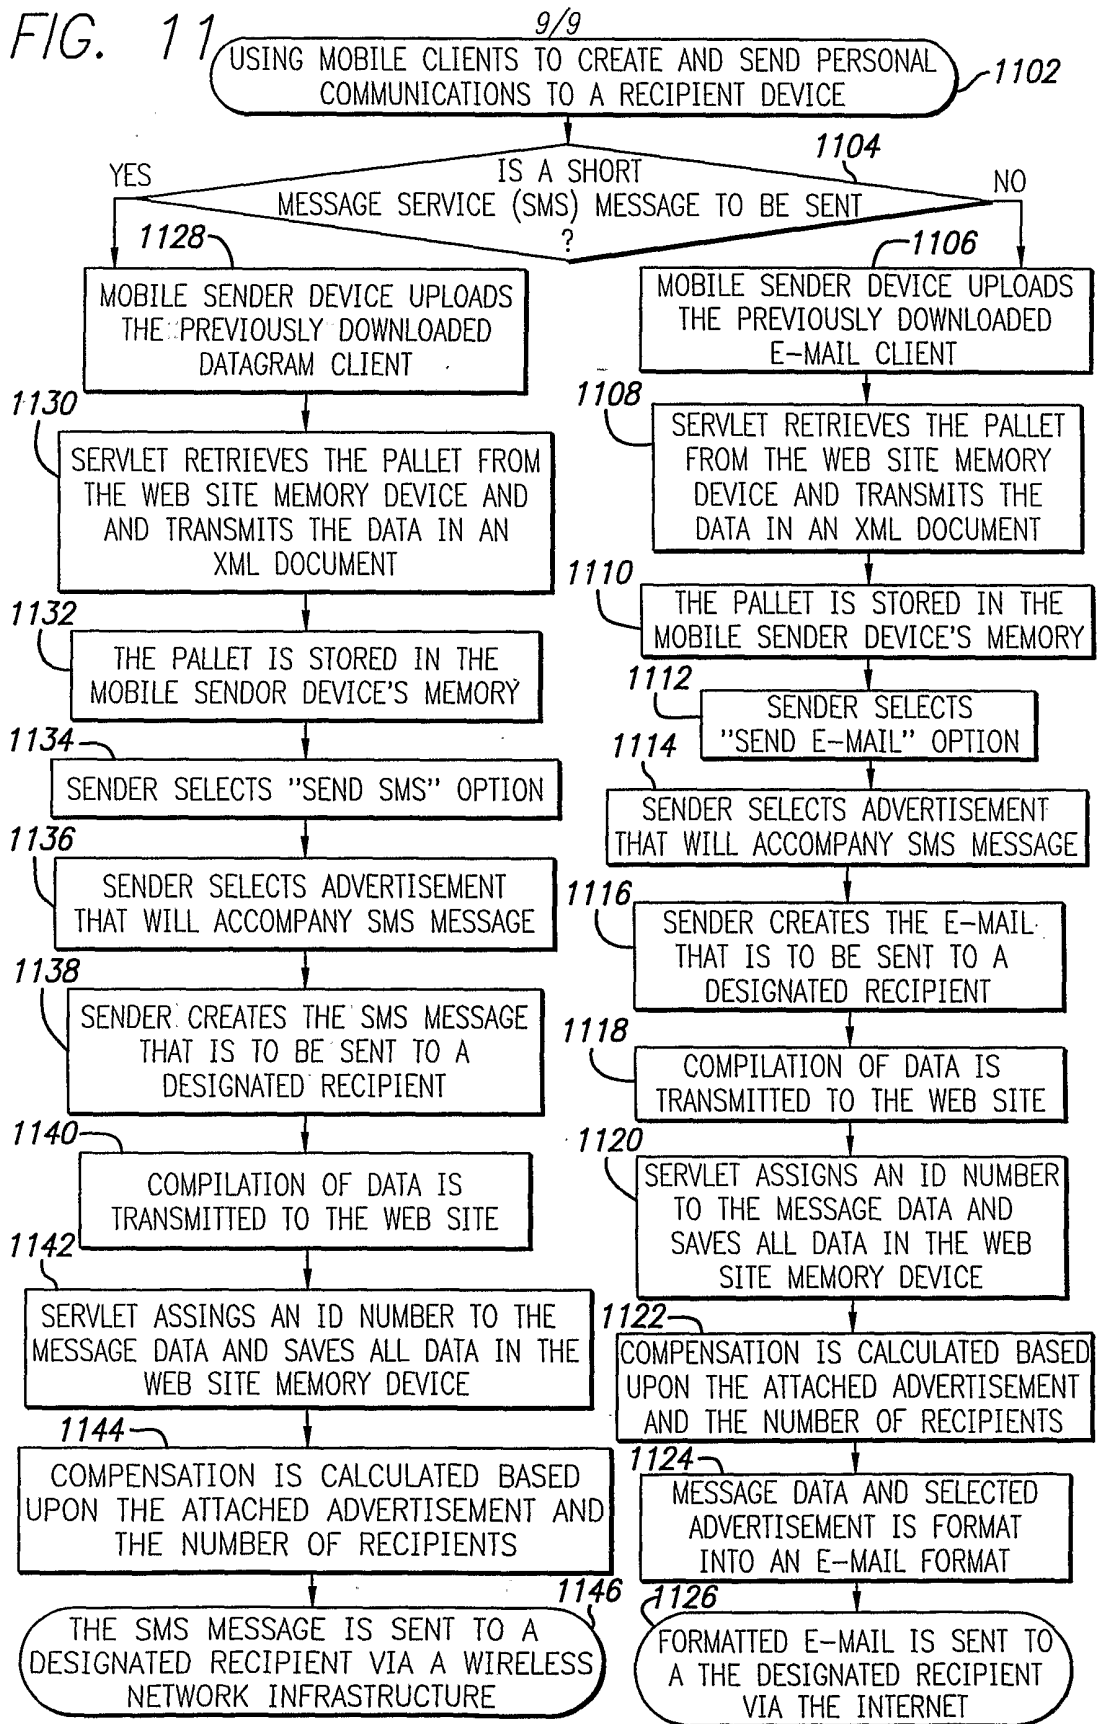 9/9
FIG. 11
USING MOBILE CLIENTS TO CREATE AND SEND PERSONAL
COMMUNICATIONS TO A RECIPIENT DEVICE
1102
IS A SHORT
MESSAGE SERVICE (SMS) MESSAGE TO BE SENT
?
1104
YES
NO
1128
MOBILE SENDER DEVICE UPLOADS
THE PREVIOUSLY DOWNLOADED
DATAGRAM CLIENT
1130
SERVLET RETRIEVES THE PALLET FROM
THE WEB SITE MEMORY DEVICE AND
AND TRANSMITS THE DATA IN AN
XML DOCUMENT
1132
THE PALLET IS STORED IN THE
MOBILE SENDOR DEVICE'S MEMORY
1134
SENDER SELECTS "SEND SMS" OPTION
1136
SENDER SELECTS ADVERTISEMENT
THAT WILL ACCOMPANY SMS MESSAGE
1138
SENDER CREATES THE SMS MESSAGE
THAT IS TO BE SENT TO A
DESIGNATED RECIPIENT
1140
COMPILATION OF DATA IS
TRANSMITTED TO THE WEB SITE
1142
SERVLET ASSINGS AN ID NUMBER TO THE
MESSAGE DATA AND SAVES ALL DATA IN THE
WEB SITE MEMORY DEVICE
1144
COMPENSATION IS CALCULATED BASED
UPON THE ATTACHED ADVERTISEMENT AND
THE NUMBER OF RECIPIENTS
1146
THE SMS MESSAGE IS SENT TO A
DESIGNATED RECIPIENT VIA A WIRELESS
NETWORK INFRASTRUCTURE
1106
MOBILE SENDER DEVICE UPLOADS
THE PREVIOUSLY DOWNLOADED
E-MAIL CLIENT
1108
SERVLET RETRIEVES THE PALLET
FROM THE WEB SITE MEMORY
DEVICE AND TRANSMITS THE
DATA IN AN XML DOCUMENT
1110
THE PALLET IS STORED IN THE
MOBILE SENDER DEVICE'S MEMORY
1112
SENDER SELECTS
"SEND E-MAIL" OPTION
1114
SENDER SELECTS ADVERTISEMENT
THAT WILL ACCOMPANY SMS MESSAGE
1116
SENDER CREATES THE E-MAIL
THAT IS TO BE SENT TO A
DESIGNATED RECIPIENT
1118
COMPILATION OF DATA IS
TRANSMITTED TO THE WEB SITE
1120
SERVLET ASSIGNS AN ID NUMBER
TO THE MESSAGE DATA AND
SAVES ALL DATA IN THE WEB
SITE MEMORY DEVICE
1122
COMPENSATION IS CALCULATED BASED
UPON THE ATTACHED ADVERTISEMENT
AND THE NUMBER OF RECIPIENTS
1124
MESSAGE DATA AND SELECTED
ADVERTISEMENT IS FORMAT
INTO AN E-MAIL FORMAT
1126
FORMATTED E-MAIL IS SENT TO
A THE DESIGNATED RECIPIENT
VIA THE INTERNET